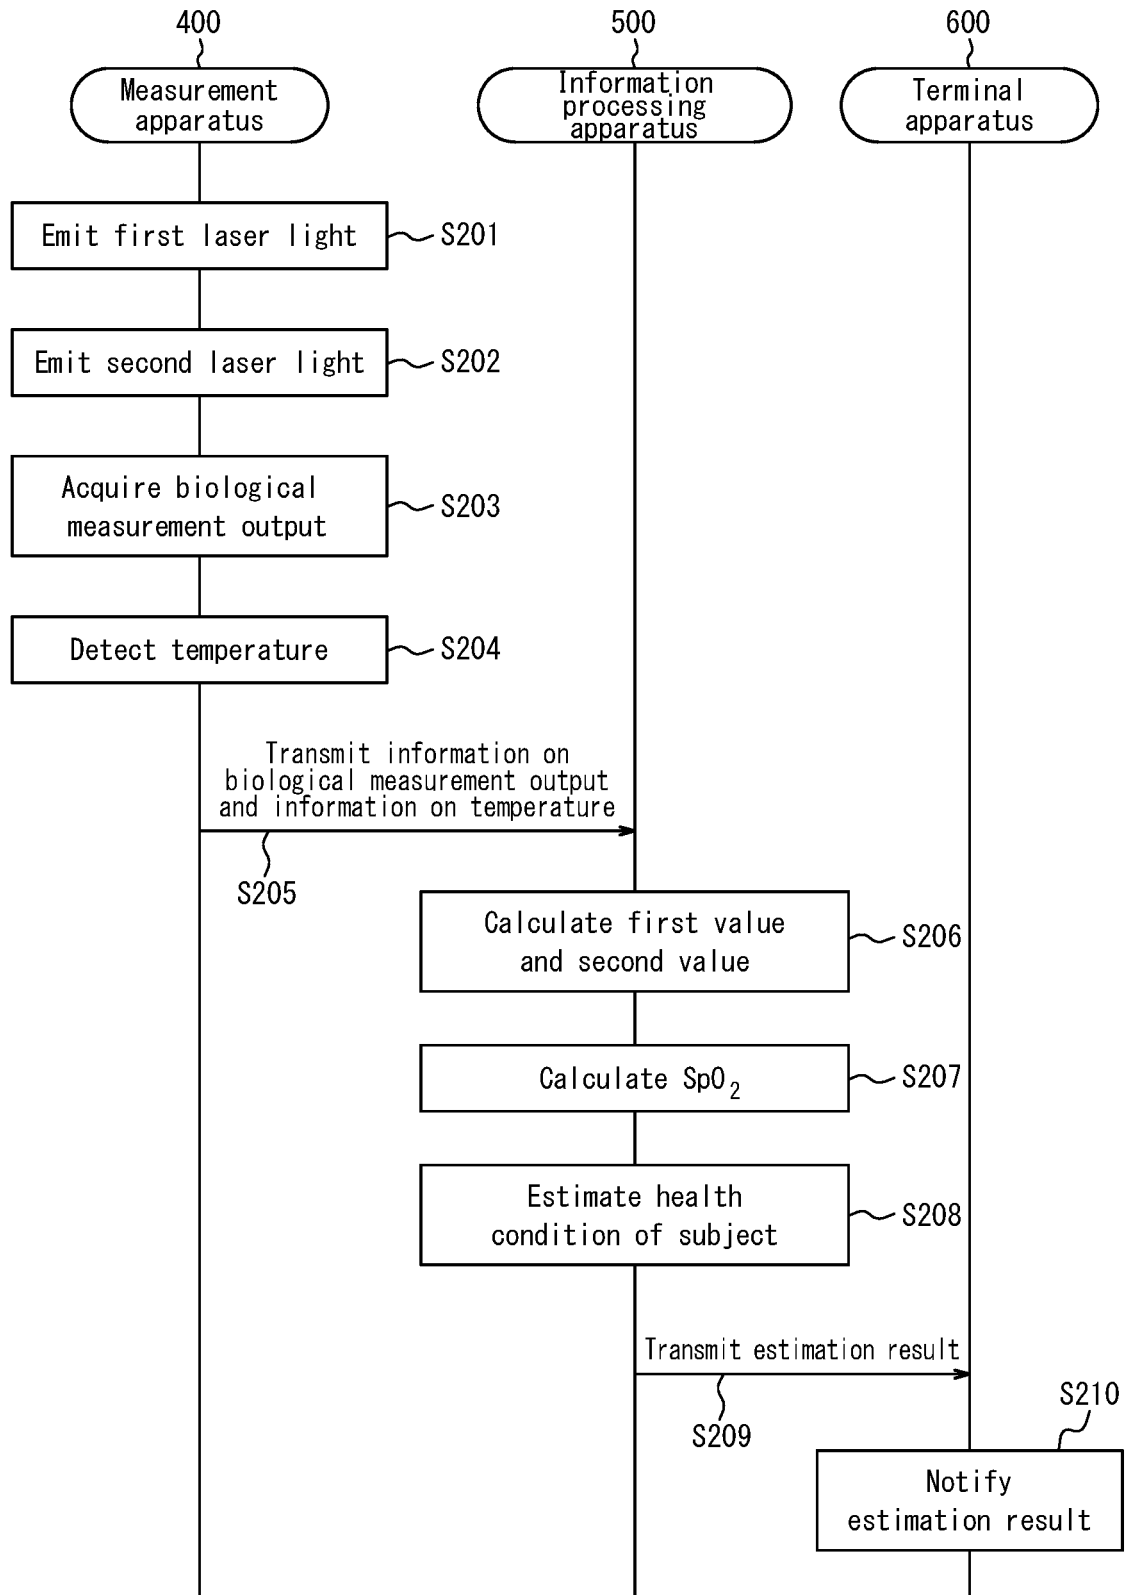 400
500
600
Measurement
apparatus
Information
processing
apparatus
Terminal
apparatus
Emit first laser light
S201
Emit second laser light
S202
Acquire biological
measurement output
S203
Detect temperature
S204
Transmit information on
biological measurement output
and information on temperature
S205
Calculate first value
and second value
S206
Calculate SpO₂
S207
Estimate health
condition of subject
S208
Transmit estimation result
S209
S210
Notify
estimation result